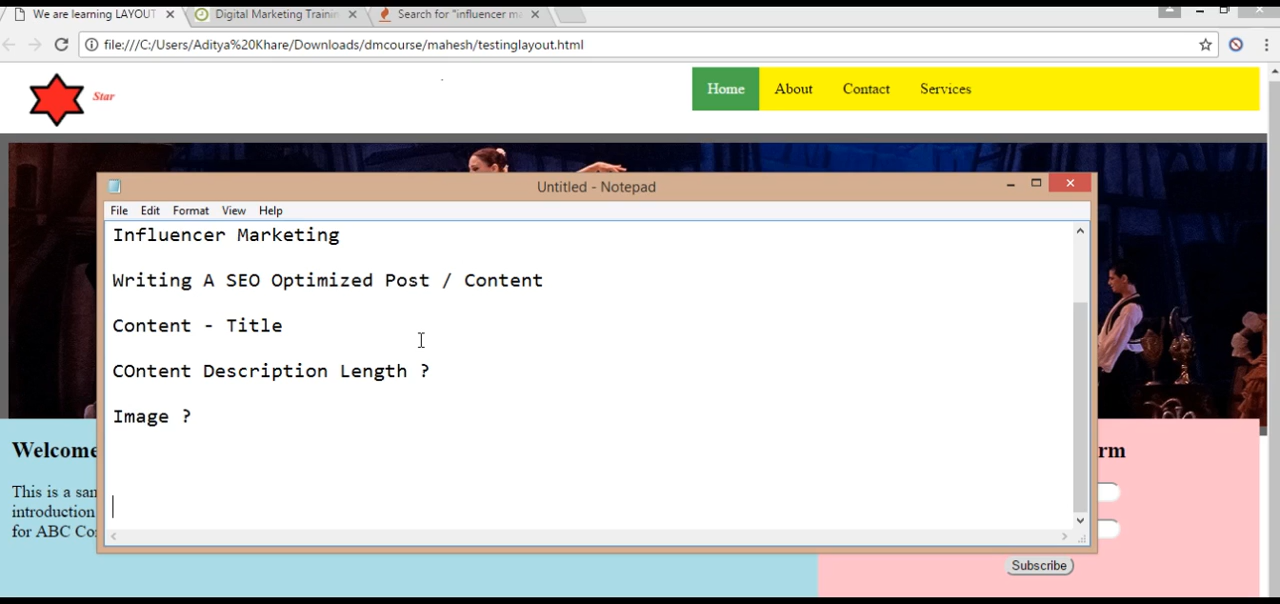 We are learning LAYOUT
Digital Marketing Traini
Search for "influencer m
file:///C:/Users/Aditya%20Khare/Downloads/dmcourse/mahesh/testinglayout.html
Star
Home About Contact Services
Untitled - Notepad
File Edit Format View Help
Influencer Marketing
Writing A SEO Optimized Post / Content
Content - Title
COntent Description Length ?
Image ?
Welcome
rm
This is a san
introduction
for ABC Co
Subscribe